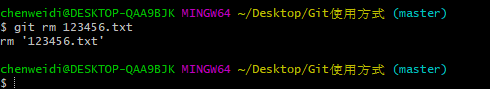 chenweidi@DESKTOP-QAA9BJK MINGW64 ~/Desktop/Git使用方式 (master)
$ git rm 123456.txt
rm '123456.txt'
chenweidi@DESKTOP-QAA9BJK MINGW64 ~/Desktop/Git使用方式 (master)
$